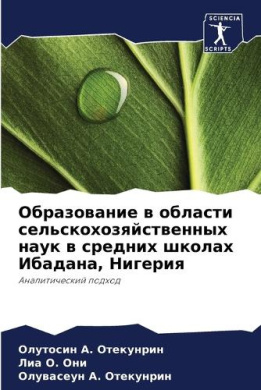 SCIENCIA
SCRIPTS
Образование в области
сельскохозяйственных
наук в средних школах
Ибадана, Нигерия
Аналитический подход
Олутосин А. Отекунрин
Лиа О. Они
Олувасеун А. Отекунрин